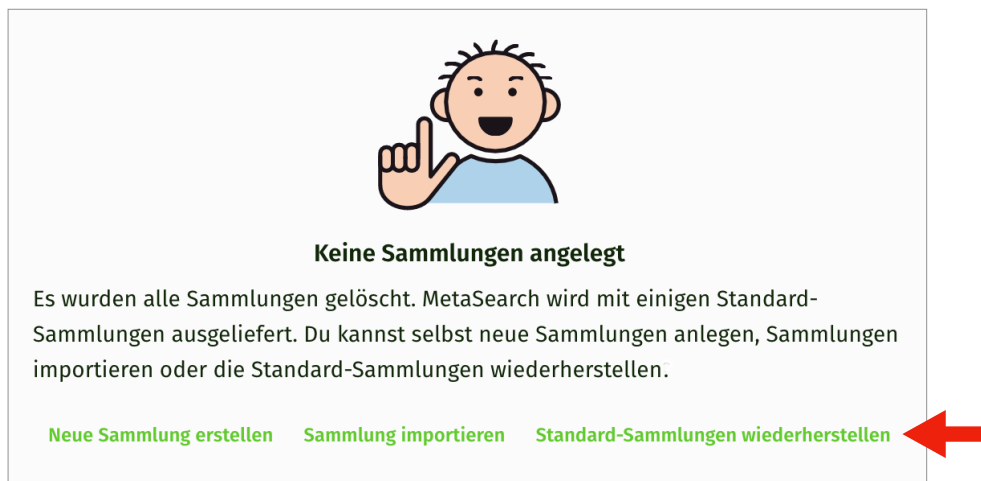 Keine Sammlungen angelegt
Es wurden alle Sammlungen gelöscht. MetaSearch wird mit einigen Standard-
Sammlungen ausgeliefert. Du kannst selbst neue Sammlungen anlegen, Sammlungen
importieren oder die Standard-Sammlungen wiederherstellen.
Neue Sammlung erstellen Sammlung importieren Standard-Sammlungen wiederherstellen